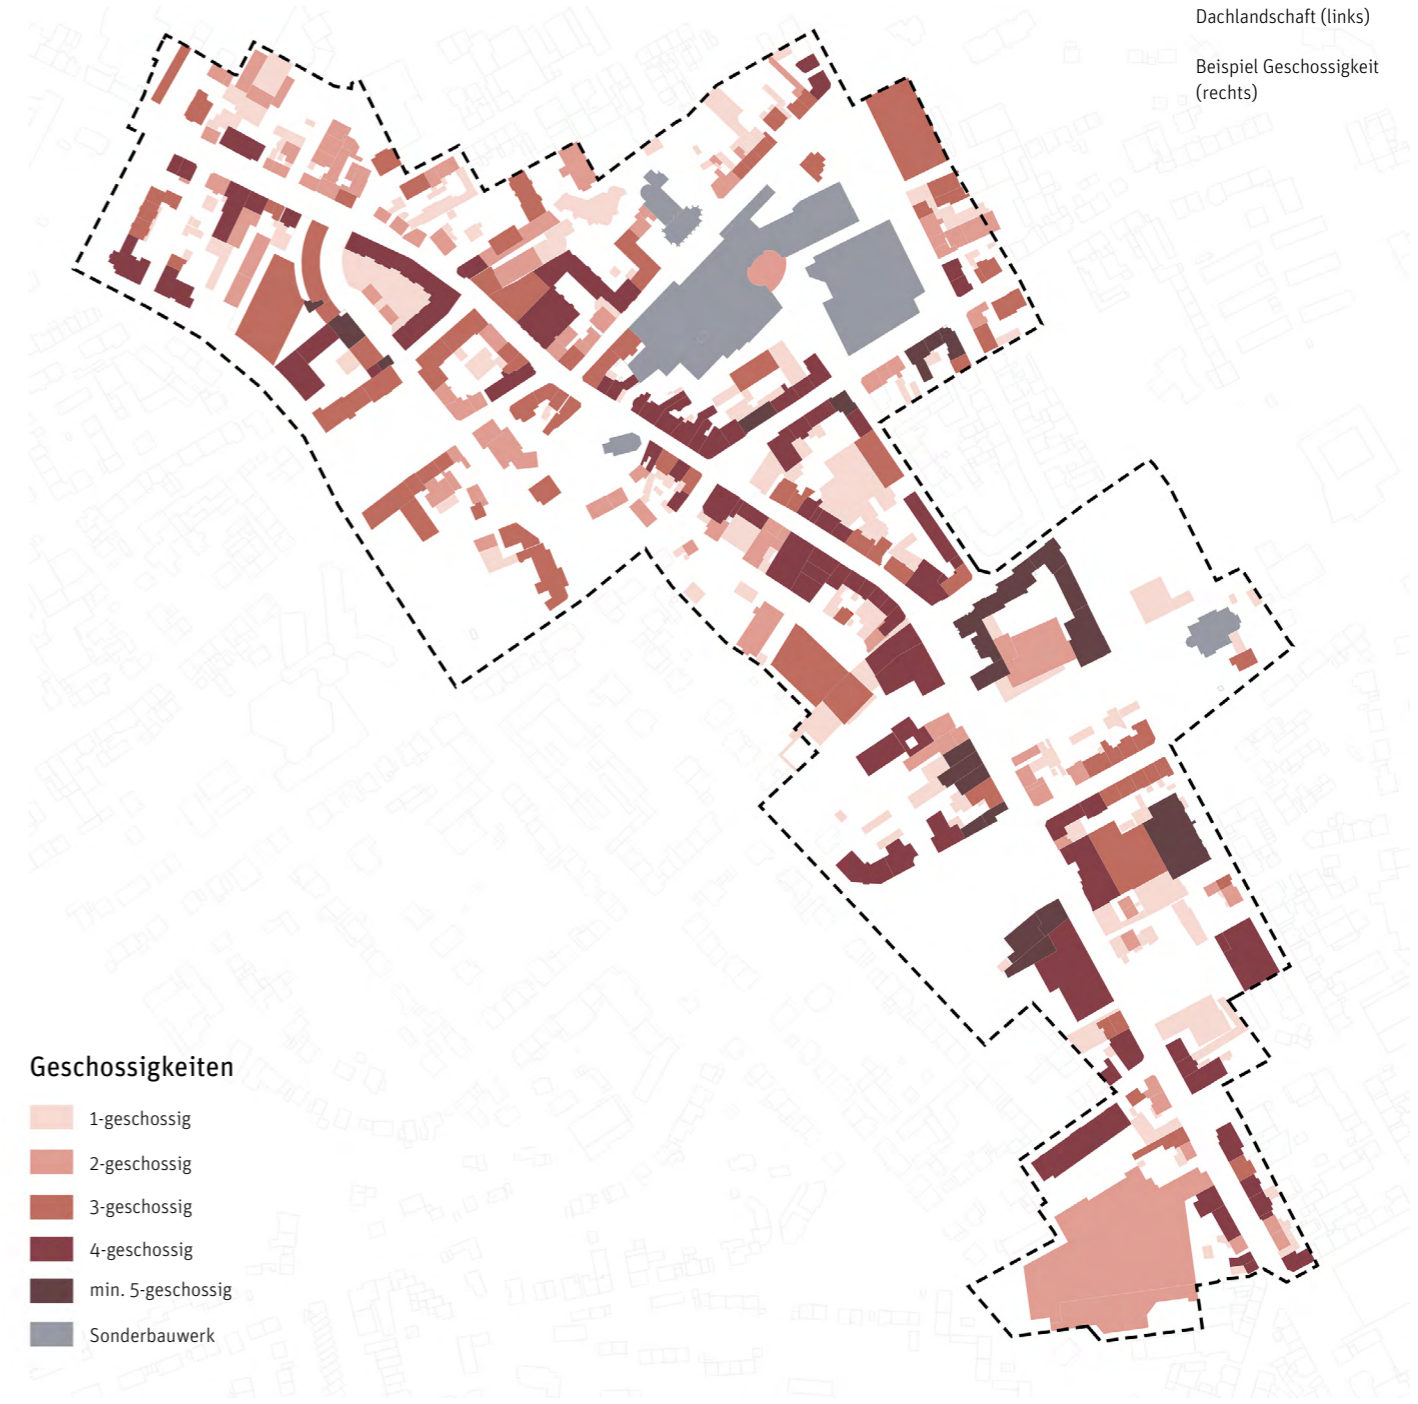 Dachlandschaft (links)
Beispiel Geschossigkeit
(rechts)
Geschossigkeiten
1-geschossig
2-geschossig
3-geschossig
4-geschossig
min. 5-geschossig
Sonderbauwerk